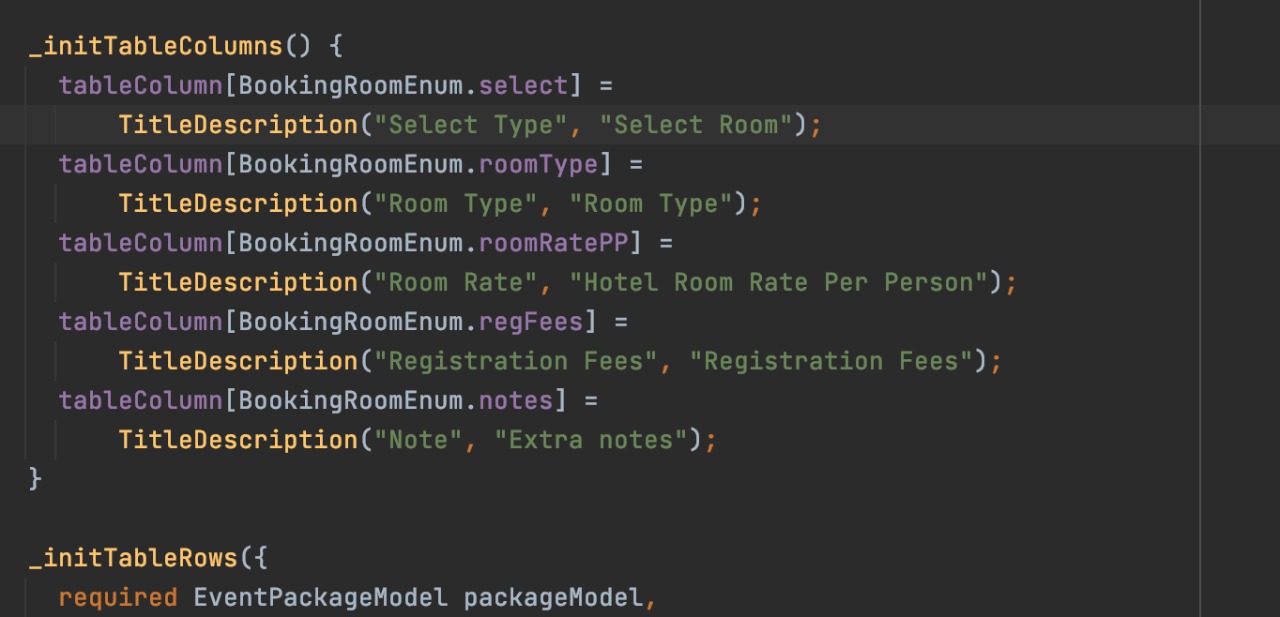 _initTableColumns() {
tableColumn[BookingRoomEnum.select] =
TitleDescription("Select Type", "Select Room");
tableColumn[BookingRoomEnum.roomType] =
TitleDescription("Room Type", "Room Type");
tableColumn[BookingRoomEnum.roomRatePP] =
TitleDescription("Room Rate", "Hotel Room Rate Per Person");
tableColumn[BookingRoomEnum.regFees] =
TitleDescription("Registration Fees", "Registration Fees");
tableColumn[BookingRoomEnum.notes] =
TitleDescription("Note", "Extra notes");
}
_initTableRows({
required EventPackageModel packageModel,